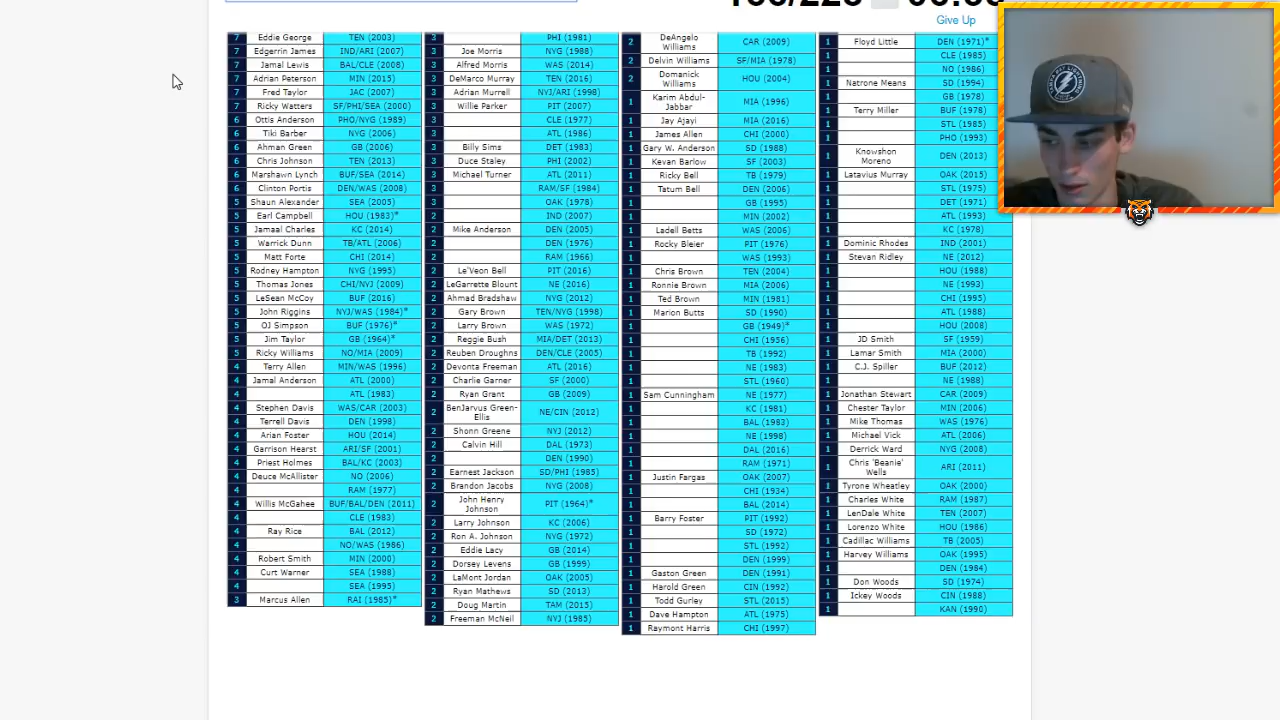 Give Up
7 Eddie George TEN (2003)
7 Edgerrin James IND/ARI (2007)
7 Jamal Lewis BAL/CLE (2008)
7 Adrian Peterson MIN (2015)
7 Fred Taylor JAC (2007)
7 Ricky Watters SF/PHI/SEA (2000)
6 Ottis Anderson PHO/NYG (1989)
6 Tiki Barber NYG (2006)
6 Ahman Green GB (2006)
6 Chris Johnson TEN (2013)
6 Marshawn Lynch BUF/SEA (2014)
6 Clinton Portis DEN/WAS (2008)
5 Shaun Alexander SEA (2005)
5 Earl Campbell HOU (1983)*
5 Jamaal Charles KC (2014)
5 Warrick Dunn TB/ATL (2006)
5 Matt Forte CHI (2014)
5 Rodney Hampton NYG (1995)
5 Thomas Jones CHI/NYJ (2009)
5 LeSean McCoy BUF (2016)
5 John Riggins NYJ/WAS (1984)*
5 OJ Simpson BUF (1976)*
5 Jim Taylor GB (1964)*
5 Ricky Williams NO/MIA (2009)
4 Terry Allen MIN/WAS (1996)
4 Jamal Anderson ATL (2000)
4 ATL (1983)
4 Stephen Davis WAS/CAR (2003)
4 Terrell Davis DEN (1998)
4 Arian Foster HOU (2014)
4 Garrison Hearst ARI/SF (2001)
4 Priest Holmes BAL/KC (2003)
4 Deuce McAllister NO (2006)
4 RAM (1977)
4 Willis McGahee BUF/BAL/DEN (2011)
4 CLE (1983)
4 Ray Rice BAL (2012)
4 NO/WAS (1986)
4 Robert Smith MIN (2000)
4 Curt Warner SEA (1988)
4 SEA (1995)
3 Marcus Allen RAI (1985)*
3 PHI (1981)
3 Joe Morris NYG (1988)
3 Alfred Morris WAS (2014)
3 DeMarco Murray TEN (2016)
3 Adrian Murrell NYJ/ARI (1998)
3 Willie Parker PIT (2007)
3 CLE (1977)
3 ATL (1986)
3 Billy Sims DET (1983)
3 Duce Staley PHI (2002)
3 Michael Turner ATL (2011)
3 RAM/SF (1984)
3 OAK (1978)
2 IND (2007)
2 Mike Anderson DEN (2005)
2 DEN (1976)
2 RAM (1966)
2 Le'Veon Bell PIT (2016)
2 LeGarrette Blount NE (2016)
2 Ahmad Bradshaw NYG (2012)
2 Gary Brown TEN/NYG (1998)
2 Larry Brown WAS (1972)
2 Reggie Bush MIA/DET (2013)
2 Reuben Droughns DEN/CLE (2005)
2 Devonta Freeman ATL (2016)
2 Charlie Garner SF (2000)
2 Ryan Grant GB (2009)
2 BenJarvus Green-
Ellis NE/CIN (2012)
2 Shonn Greene NYJ (2012)
2 Calvin Hill DAL (1973)
2 DEN (1990)
2 Earnest Jackson SD/PHI (1985)
2 Brandon Jacobs NYG (2008)
2 John Henry
Johnson PIT (1964)*
2 Larry Johnson KC (2006)
2 Ron A. Johnson NYG (1972)
2 Eddie Lacy GB (2014)
2 Dorsey Levens GB (1999)
2 LaMont Jordan OAK (2005)
2 Ryan Mathews SD (2013)
2 Doug Martin TAM (2015)
2 Freeman McNeil NYJ (1985)
2 DeAngelo
Williams CAR (2009)
2 Delvin Williams SF/MIA (1978)
2 Domanick
Williams HOU (2004)
1 Karim Abdul-
Jabbar MIA (1996)
1 Jay Ajayi MIA (2016)
1 James Allen CHI (2000)
1 Gary W. Anderson SD (1988)
1 Kevan Barlow SF (2003)
1 Ricky Bell TB (1979)
1 Tatum Bell DEN (2006)
1 GB (1995)
1 MIN (2002)
1 Ladell Betts WAS (2006)
1 Rocky Bleier PIT (1976)
1 WAS (1993)
1 Chris Brown TEN (2004)
1 Ronnie Brown MIA (2006)
1 Ted Brown MIN (1981)
1 Marion Butts SD (1990)
1 GB (1949)*
1 CHI (1956)
1 TB (1992)
1 NE (1983)
1 STL (1960)
1 Sam Cunningham NE (1977)
1 KC (1981)
1 BAL (1983)
1 NE (1998)
1 DAL (2016)
1 RAM (1971)
1 Justin Fargas OAK (2007)
1 CHI (1934)
1 BAL (2014)
1 Barry Foster PIT (1992)
1 SD (1972)
1 STL (1992)
1 DEN (1999)
1 Gaston Green DEN (1991)
1 Harold Green CIN (1992)
1 Todd Gurley STL (2015)
1 Dave Hampton ATL (1975)
1 Raymont Harris CHI (1997)
1 Floyd Little DEN (1971)*
1 CLE (1985)
1 NO (1986)
1 Natrone Means SD (1994)
1 GB (1978)
1 Terry Miller BUF (1978)
1 STL (1985)
1 PHO (1993)
1 Knowshon
Moreno DEN (2013)
1 Latavius Murray OAK (2015)
1 STL (1975)
1 DET (1971)
1 ATL (1993)
1 KC (1978)
1 Dominic Rhodes IND (2001)
1 Stevan Ridley NE (2012)
1 HOU (1988)
1 NE (1993)
1 CHI (1995)
1 ATL (1988)
1 HOU (2008)
1 JD Smith SF (1959)
1 Lamar Smith MIA (2000)
1 C.J. Spiller BUF (2012)
1 NE (1988)
1 Jonathan Stewart CAR (2009)
1 Chester Taylor MIN (2006)
1 Mike Thomas WAS (1976)
1 Michael Vick ATL (2006)
1 Derrick Ward NYG (2008)
1 Chris 'Beanie'
Wells ARI (2011)
1 Tyrone Wheatley OAK (2000)
1 Charles White RAM (1987)
1 LenDale White TEN (2007)
1 Lorenzo White HOU (1986)
1 Cadillac Williams TB (2005)
1 Harvey Williams OAK (1995)
1 DEN (1984)
1 Don Woods SD (1974)
1 Ickey Woods CIN (1988)
1 KAN (1990)